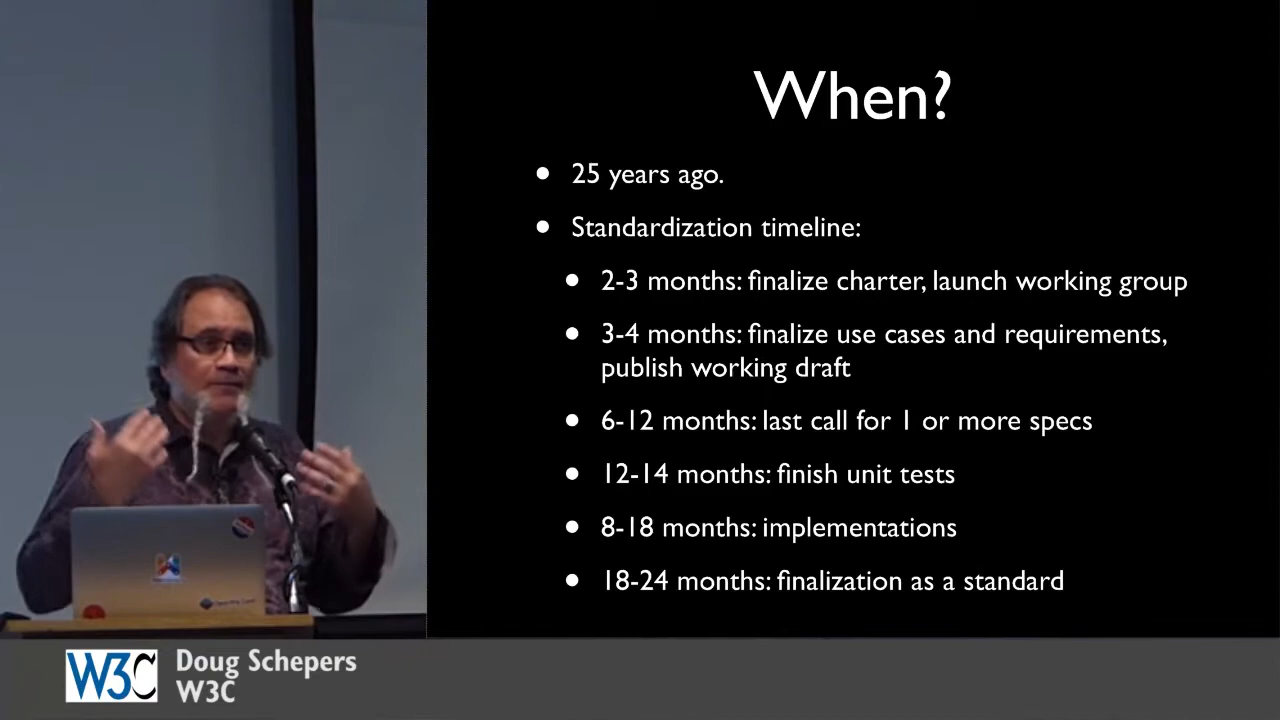 When?
25 years ago.
Standardization timeline:
2-3 months: finalize charter, launch working group
3-4 months: finalize use cases and requirements,
publish working draft
6-12 months: last call for 1 or more specs
12-14 months: finish unit tests
8-18 months: implementations
18-24 months: finalization as a standard
W3C
Doug Schepers
W3C